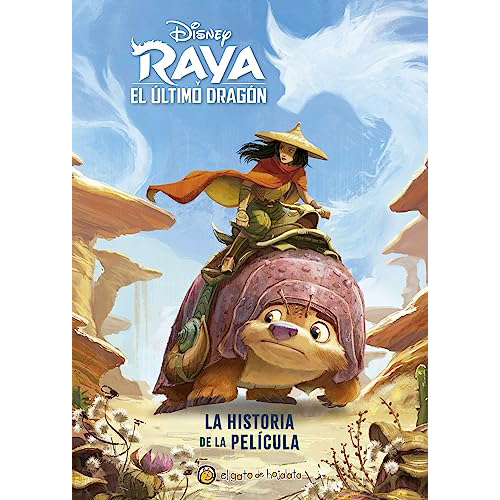 Disney
RAYA
Y
EL ÚLTIMO DRAGÓN
LA HISTORIA
DE LA PELÍCULA
el gato de hojalata